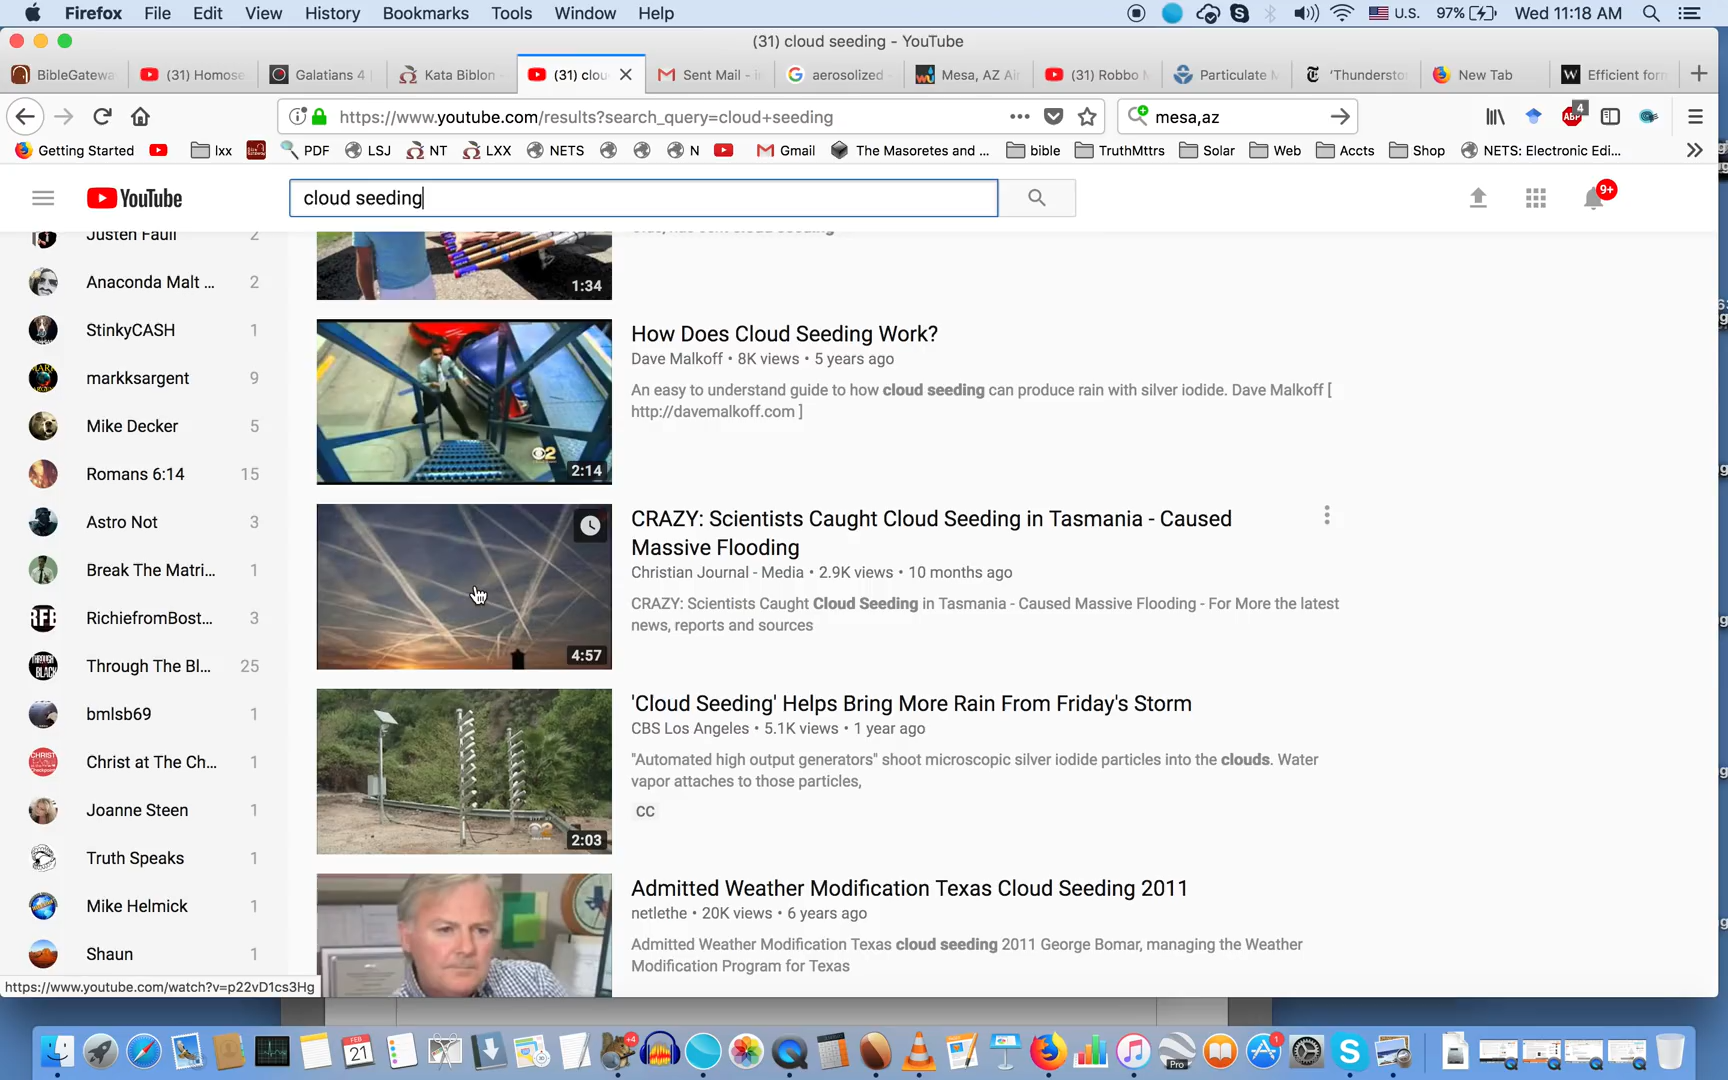 Firefox File Edit View History Bookmarks Tools Window Help U.S. 97% Wed 11:18 AM
(31) cloud seeding - YouTube
BibleGatewa (31) Homose Galatians 4 Kata Biblon (31) clou Sent Mail - i aerosolized Mesa, AZ Ai (31) Robbo Particulate 'Thundersto New Tab Efficient for
https://www.youtube.com/results?search_query=cloud+seeding mesa,az 4
ABP
Getting Started lxx PDF LSJ NT LXX NETS N Gmail The Masoretes and ... bible TruthMttrs Solar Web Accts Shop NETS: Electronic Edi...
YouTube cloud seeding 9+
Justen Faull 2
1:34
Anaconda Malt ... 2
StinkyCASH 1
How Does Cloud Seeding Work?
Dave Malkoff • 8K views • 5 years ago
markksargent 9
An easy to understand guide to how cloud seeding can produce rain with silver iodide. Dave Malkoff [
http://davemalkoff.com ]
Mike Decker 5
2:14
Romans 6:14 15
CRAZY: Scientists Caught Cloud Seeding in Tasmania - Caused
Massive Flooding
Astro Not 3
Christian Journal - Media • 2.9K views • 10 months ago
Break The Matri... 1
CRAZY: Scientists Caught Cloud Seeding in Tasmania - Caused Massive Flooding - For More the latest
news, reports and sources
RFB
RichiefromBost... 3
4:57
Through The Bl... 25
'Cloud Seeding' Helps Bring More Rain From Friday's Storm
CBS Los Angeles • 5.1K views • 1 year ago
bmlsb69 1
"Automated high output generators" shoot microscopic silver iodide particles into the clouds. Water
vapor attaches to those particles,
Christ at The Ch... 1
CC
Joanne Steen 1
2:03
Truth Speaks 1
Admitted Weather Modification Texas Cloud Seeding 2011
netlethe • 20K views • 6 years ago
Mike Helmick 1
Admitted Weather Modification Texas cloud seeding 2011 George Bomar, managing the Weather
Modification Program for Texas
Shaun 1
https://www.youtube.com/watch?v=p22vD1cs3Hg
FEB
21
+4
Pro
1